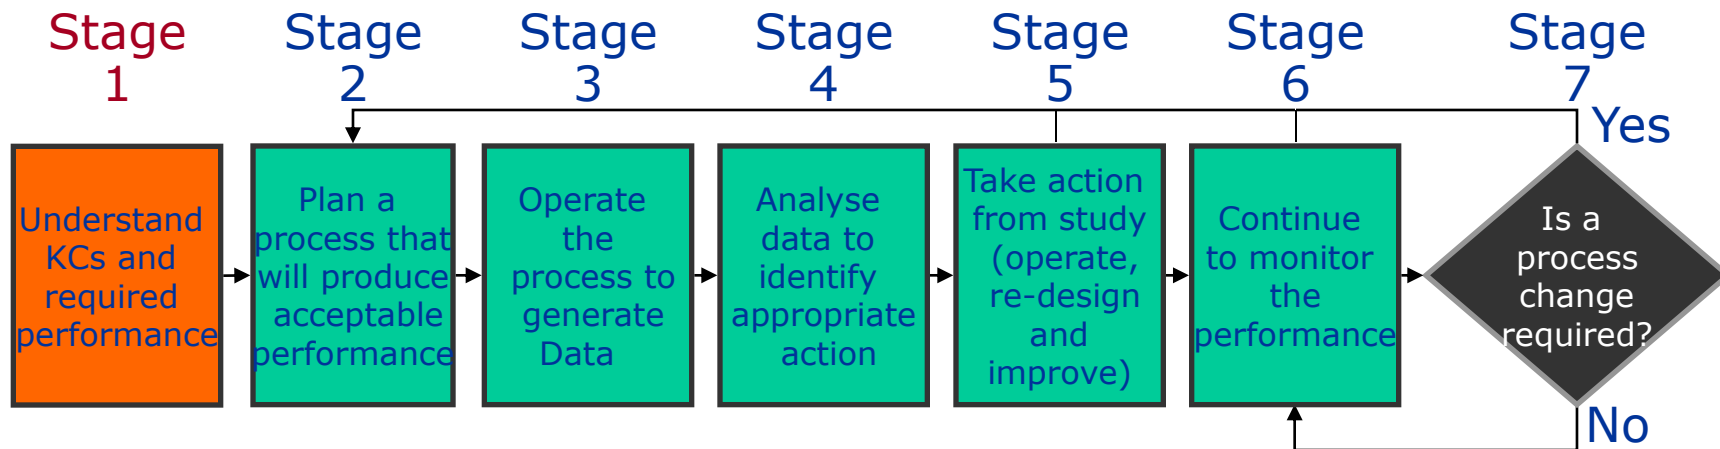 Stage
1
Stage
2
Stage
3
Stage
4
Stage
5
Stage
6
Stage
7
Understand
KCs and
required
performance
Plan a
process that
will produce
acceptable
performance
Operate
the
process to
generate
Data
Analyse
data to
identify
appropriate
action
Take action
from study
(operate,
re-design
and
improve)
Continue
to monitor
the
performance
Is a
process
change
required?
Yes
No